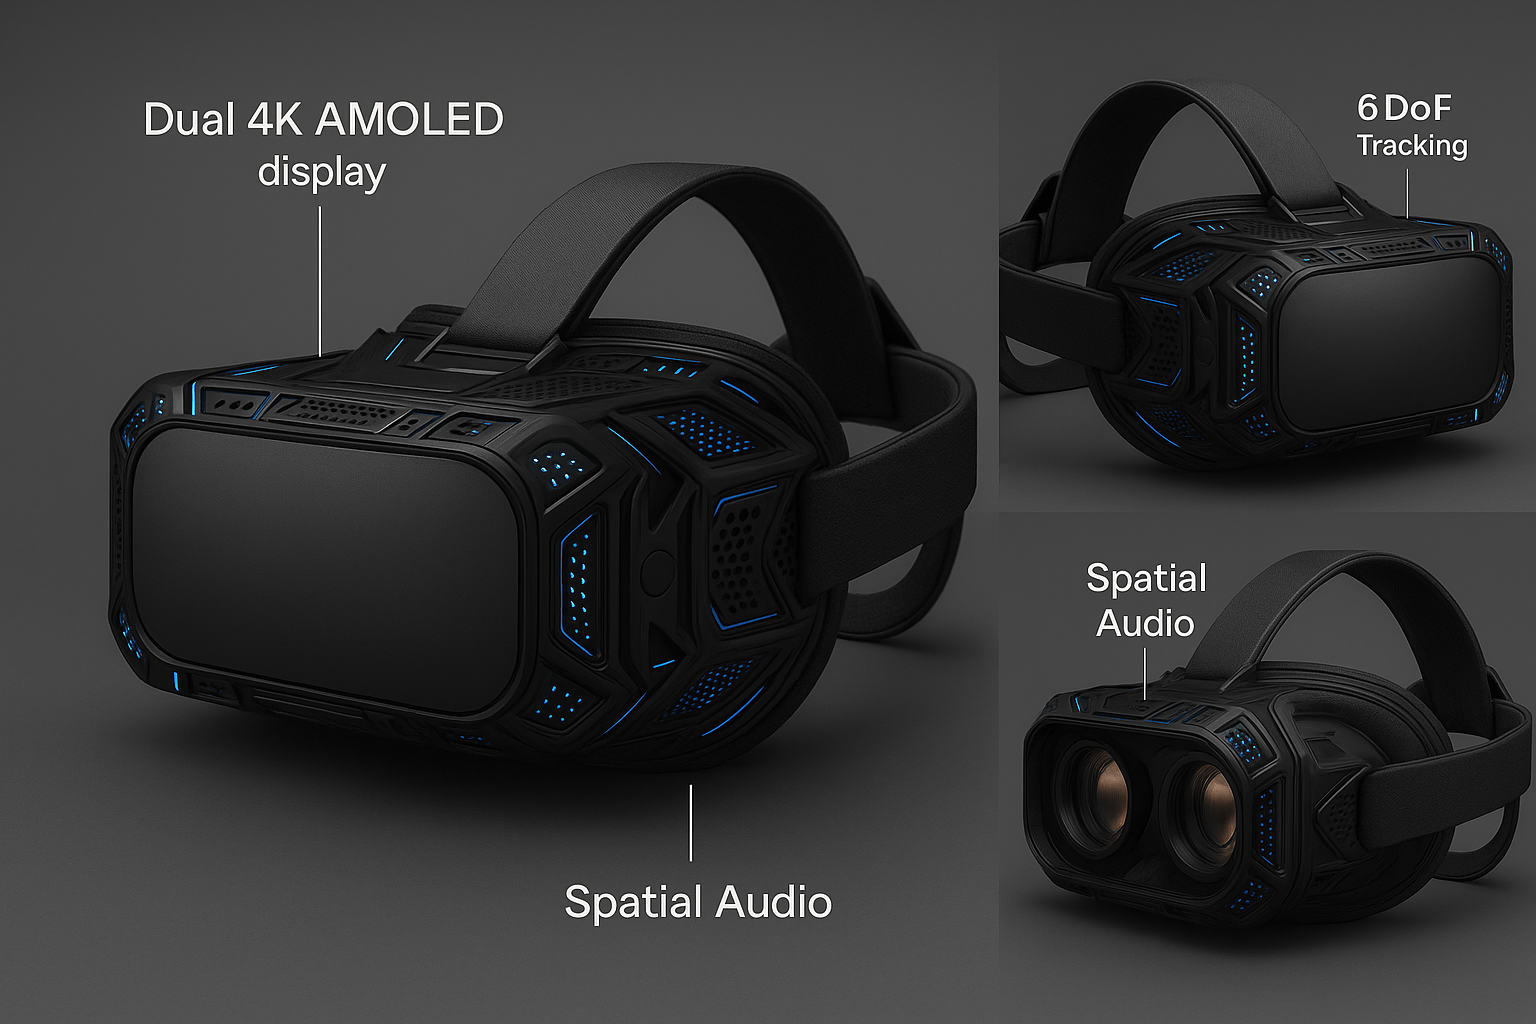 Dual 4K AMOLED
display
Spatial Audio
6 DoF
Tracking
Spatial
Audio